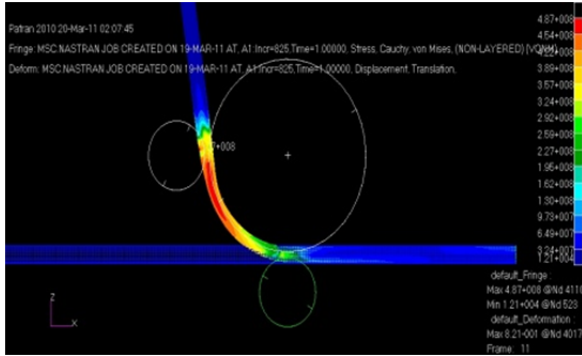 Patran 2010 20-Mar-11 02:07:45
Fringe: MSC.NASTRAN JOB CREATED ON 19-MAR-11 AT, A1:Incr=825,Time=1.00000, Stress, Cauchy, von Mises, (NON-LAYERED)
Deform: MSC.NASTRAN JOB CREATED ON 19-MAR-11 AT, A1:Incr=825,Time=1.00000, Displacement, Translation,
4.87+008
4.54+008
3.89+008
3.57+008
3.24+008
2.92+008
2.59+008
2.27+008
1.95+008
1.62+008
1.30+008
9.73+007
6.49+007
3.24+007
1.21+004
+008
Z
X
default_Fringe :
Max 4.87+008 @Nd 4116
Min 1.21+004 @Nd 523
default_Deformation :
Max 8.21-001 @Nd 4017
Frame: 11